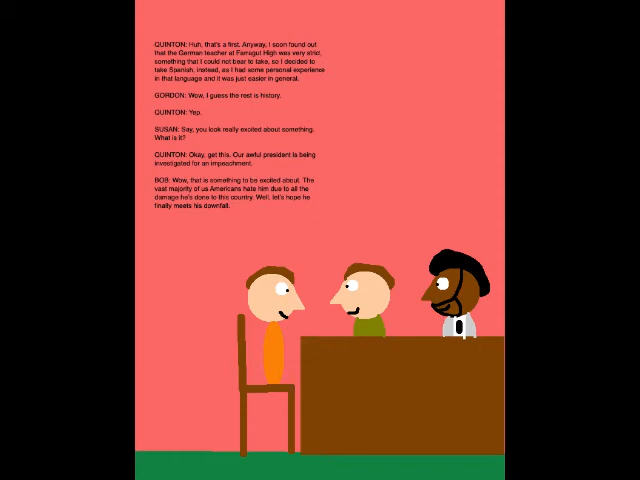 QUINTON: Huh, that's a first. Anyway, I soon found out
that the German teacher at Farragut High was very strict,
something that I could not bear to take, so I decided to
take Spanish, instead, as I had some personal experience
in that language and it was just easier in general.
GORDON: Wow, I guess the rest is history.
QUINTON: Yep.
SUSAN: Say, you look really excited about something.
What is it?
QUINTON: Okay, get this. Our awful president is being
investigated for an impeachment.
BOB: Wow, that is something to be excited about. The
vast majority of us Americans hate him due to all the
damage he's done to this country. Well, let's hope he
finally meets his downfall.